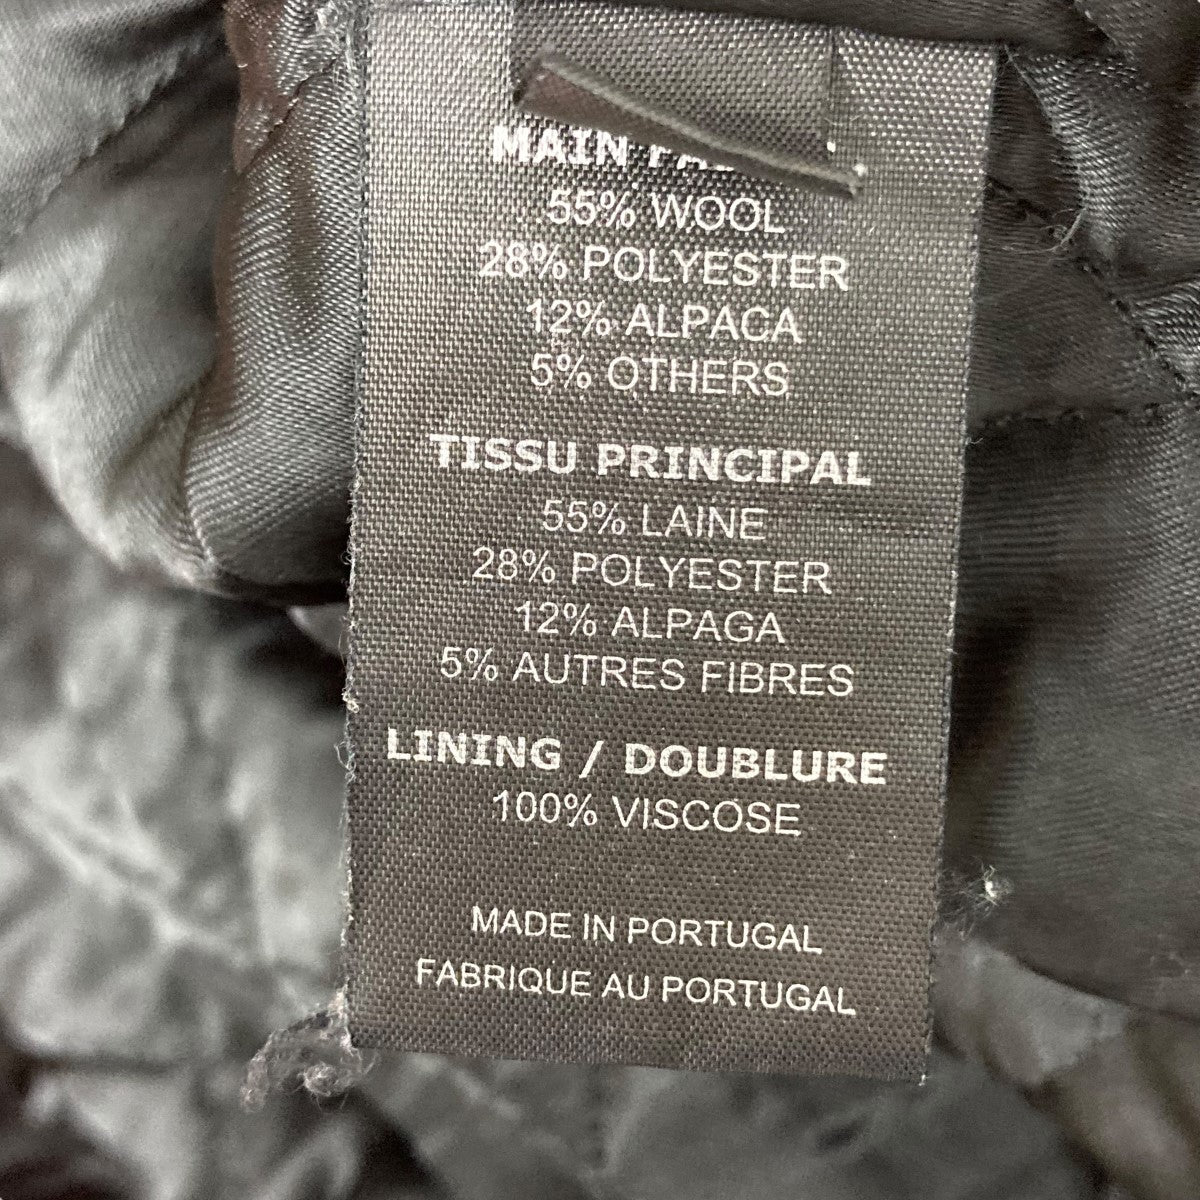 MAIN
55% WOOL
28% POLYESTER
12% ALPACA
5% OTHERS
TISSU PRINCIPAL
55% LAINE
28% POLYESTER
12% ALPAGA
5% AUTRES FIBRES
LINING / DOUBLURE
100% VISCOSE
MADE IN PORTUGAL
FABRIQUE AU PORTUGAL